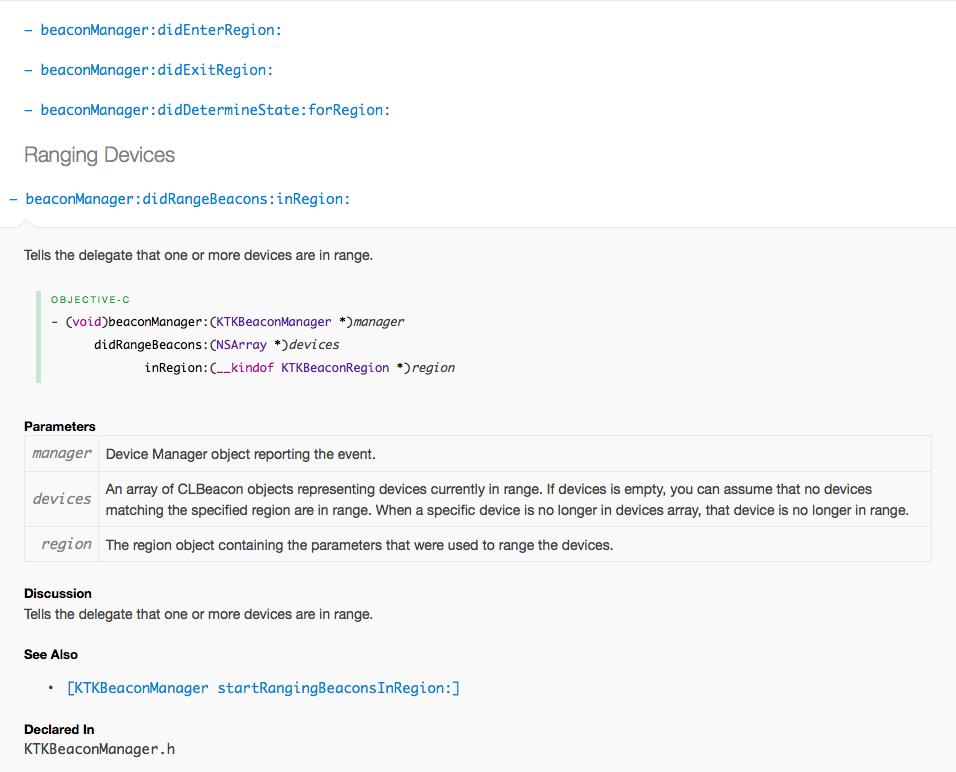 – beaconManager:didEnterRegion:
– beaconManager:didExitRegion:
– beaconManager:didDetermineState:forRegion:
Ranging Devices
– beaconManager:didRangeBeacons:inRegion:
Tells the delegate that one or more devices are in range.
OBJECTIVE-C
- (void)beaconManager:(KTKBeaconManager *)manager
didRangeBeacons:(NSArray *)devices
inRegion:(__kindof KTKBeaconRegion *)region
Parameters
manager Device Manager object reporting the event.
devices An array of CLBeacon objects representing devices currently in range. If devices is empty, you can assume that no devices
matching the specified region are in range. When a specific device is no longer in devices array, that device is no longer in range.
region The region object containing the parameters that were used to range the devices.
Discussion
Tells the delegate that one or more devices are in range.
See Also
• [KTKBeaconManager startRangingBeaconsInRegion:]
Declared In
KTKBeaconManager.h